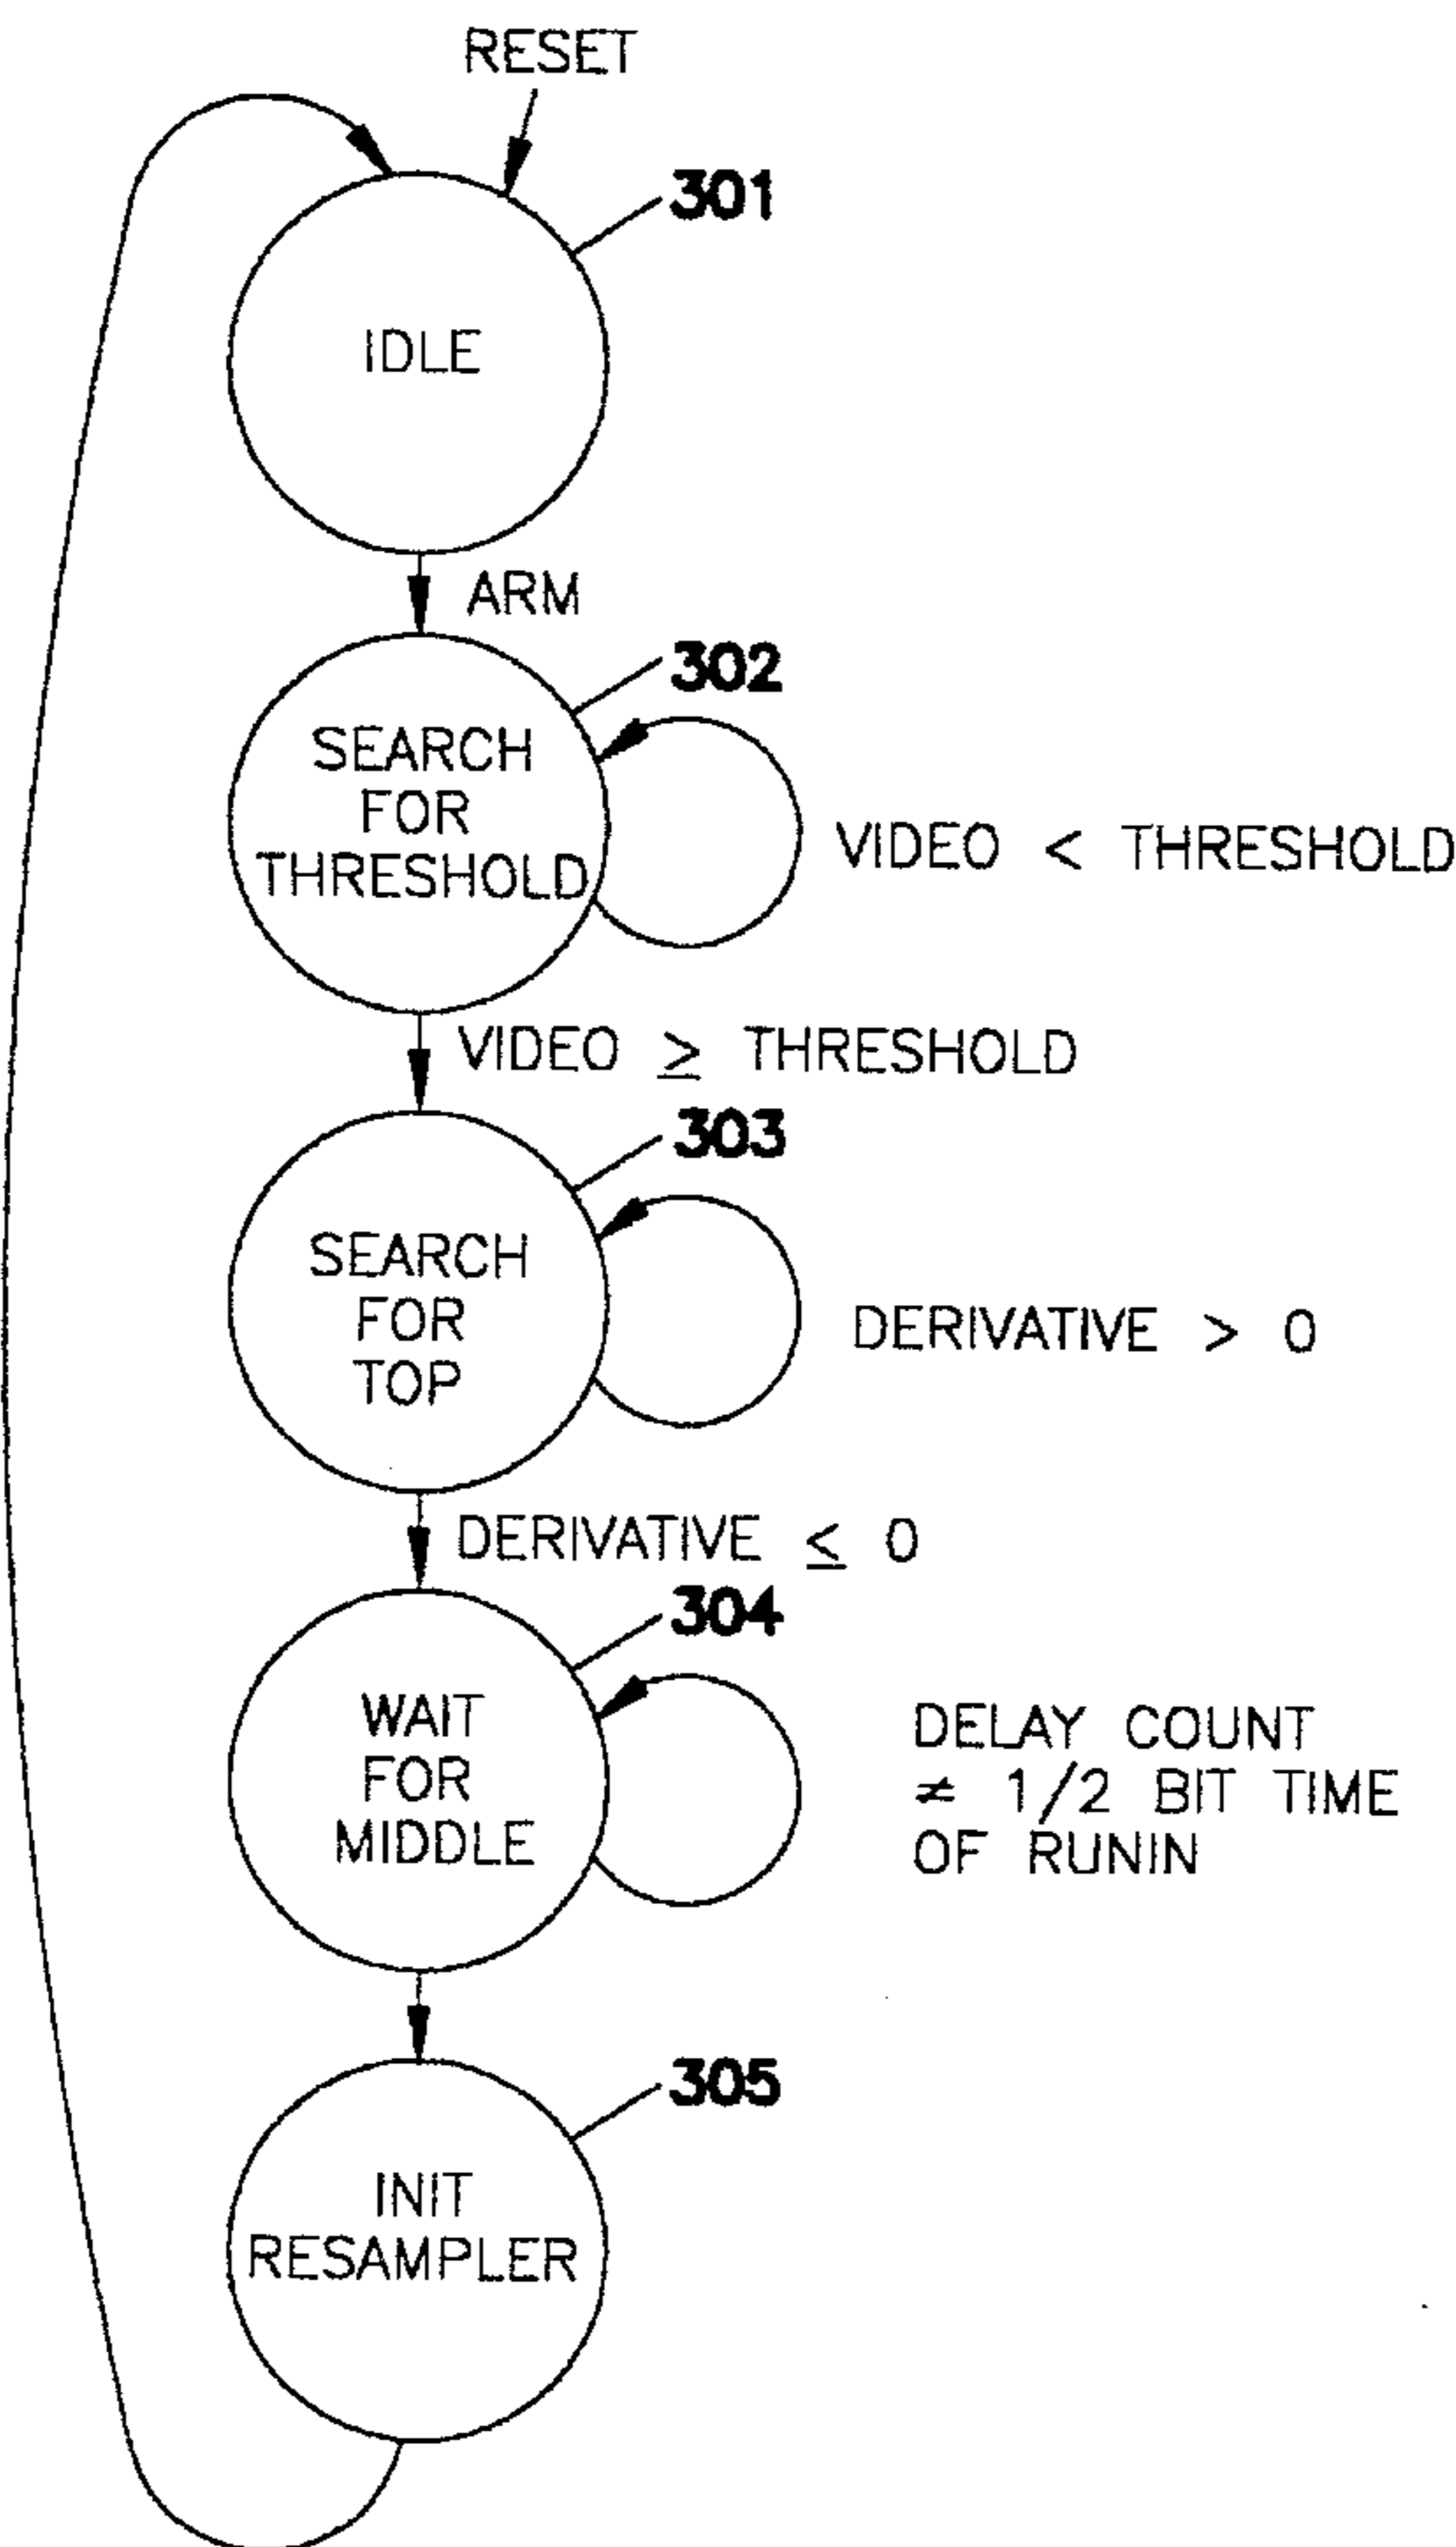 RESET
301
IDLE
ARM
302
SEARCH
FOR
THRESHOLD
VIDEO < THRESHOLD
VIDEO ≥ THRESHOLD
303
SEARCH
FOR
TOP
DERIVATIVE > 0
DERIVATIVE ≤ 0
304
WAIT
FOR
MIDDLE
DELAY COUNT
≠ 1/2 BIT TIME
OF RUNIN
305
INIT
RESAMPLER